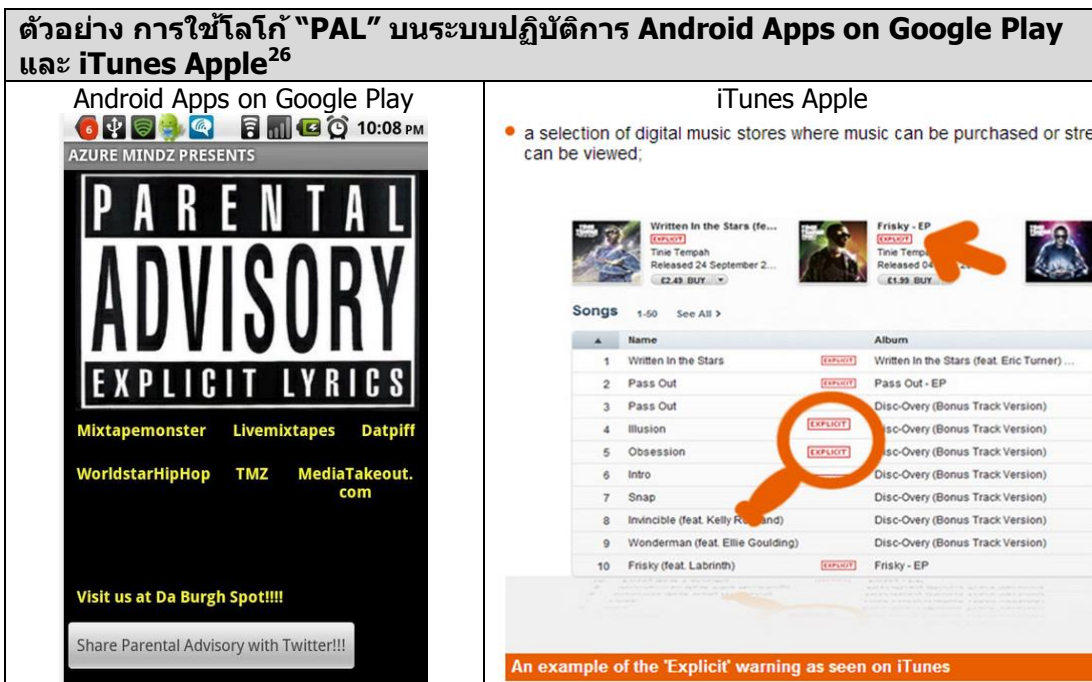 ตัวอย่าง การใช้โลโก้ “PAL” บนระบบปฏิบัติการ Android Apps on Google Play
และ iTunes Apple26
Android Apps on Google Play
6 10:08 PM
AZURE MINDZ PRESENTS
PARENTAL
ADVISORY
EXPLICIT LYRICS
Mixtapemonster Livemixtapes Datpiff
WorldstarHipHop TMZ MediaTakeout.
com
Visit us at Da Burgh Spot!!!!
Share Parental Advisory with Twitter!!!
iTunes Apple
• a selection of digital music stores where music can be purchased or stre
can be viewed;
Written In the Stars (fe...
EXPLICIT
Tinie Tempah
Released 24 September 2...
£2.49 BUY
Frisky - EP
EXPLICIT
Tinie Temp
Released 04
£1.99 BUY
Songs 1-50 See All >
Name Album
1 Written in the Stars EXPLICIT Written In the Stars (feat. Eric Turner) ...
2 Pass Out EXPLICIT Pass Out - EP
3 Pass Out Disc-Overy (Bonus Track Version)
4 Illusion EXPLICIT isc-Overy (Bonus Track Version)
5 Obsession EXPLICIT isc-Overy (Bonus Track Version)
6 Intro Disc-Overy (Bonus Track Version)
7 Snap Disc-Overy (Bonus Track Version)
8 Invincible (feat. Kelly Ro and) Disc-Overy (Bonus Track Version)
9 Wonderman (feat. Ellie Goulding) Disc-Overy (Bonus Track Version)
10 Frisky (feat. Labrinth) EXPLICIT Frisky - EP
An example of the 'Explicit' warning as seen on iTunes